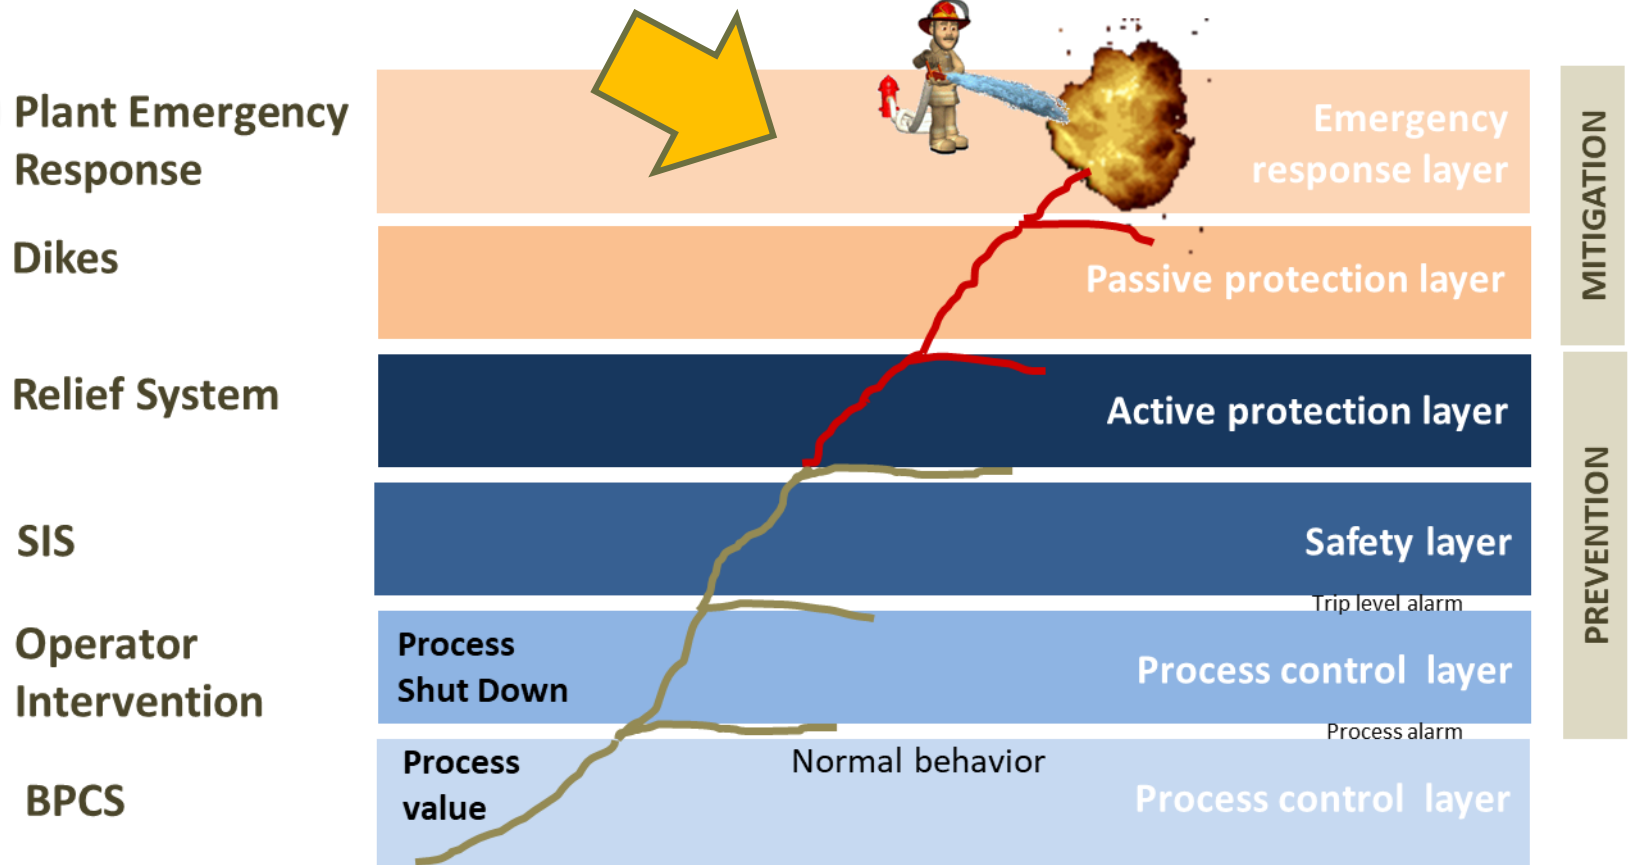 Plant Emergency
Response
Emergency
response layer
Dikes
Passive protection layer
Relief System
Active protection layer
SIS
Safety layer
Trip level alarm
Operator
Intervention
Process
Shut Down
Process control layer
Process alarm
BPCS
Process
value
Normal behavior
Process control layer
MITIGATION
PREVENTION